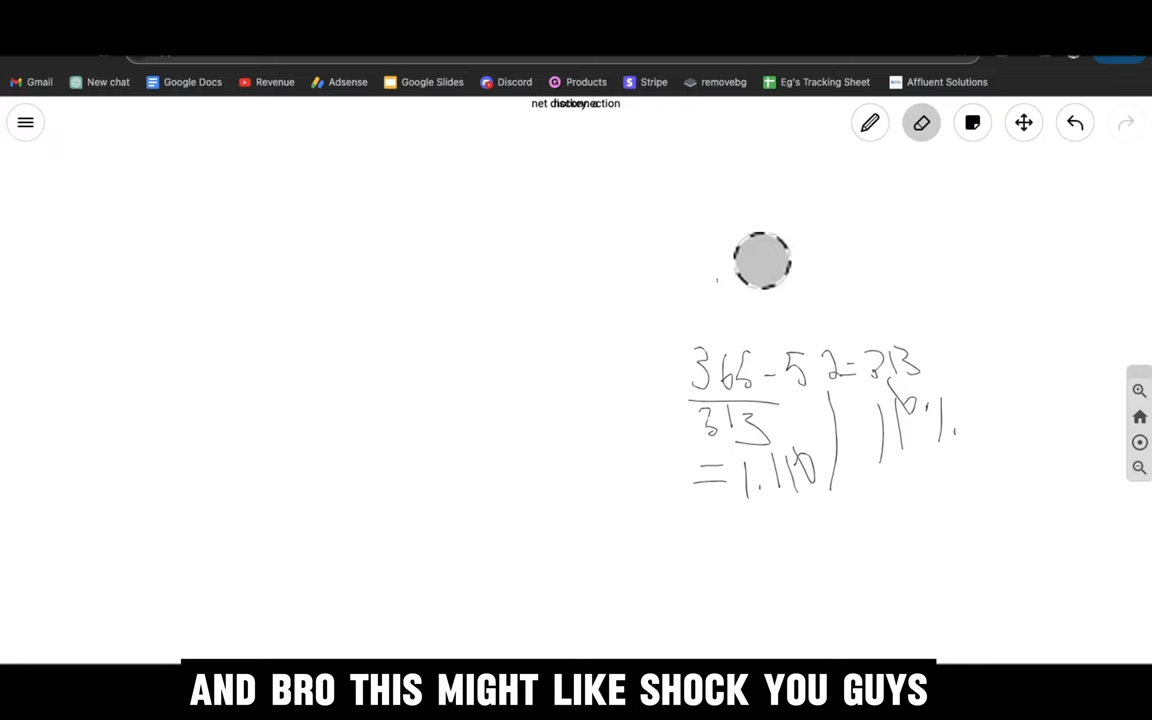 Gmail New chat Google Docs Revenue Adsense Google Slides Discord Products Stripe removebg Eg's Tracking Sheet Affluent Solutions
365-52=313
313
110%
=1.110
AND BRO THIS MIGHT LIKE SHOCK YOU GUYS